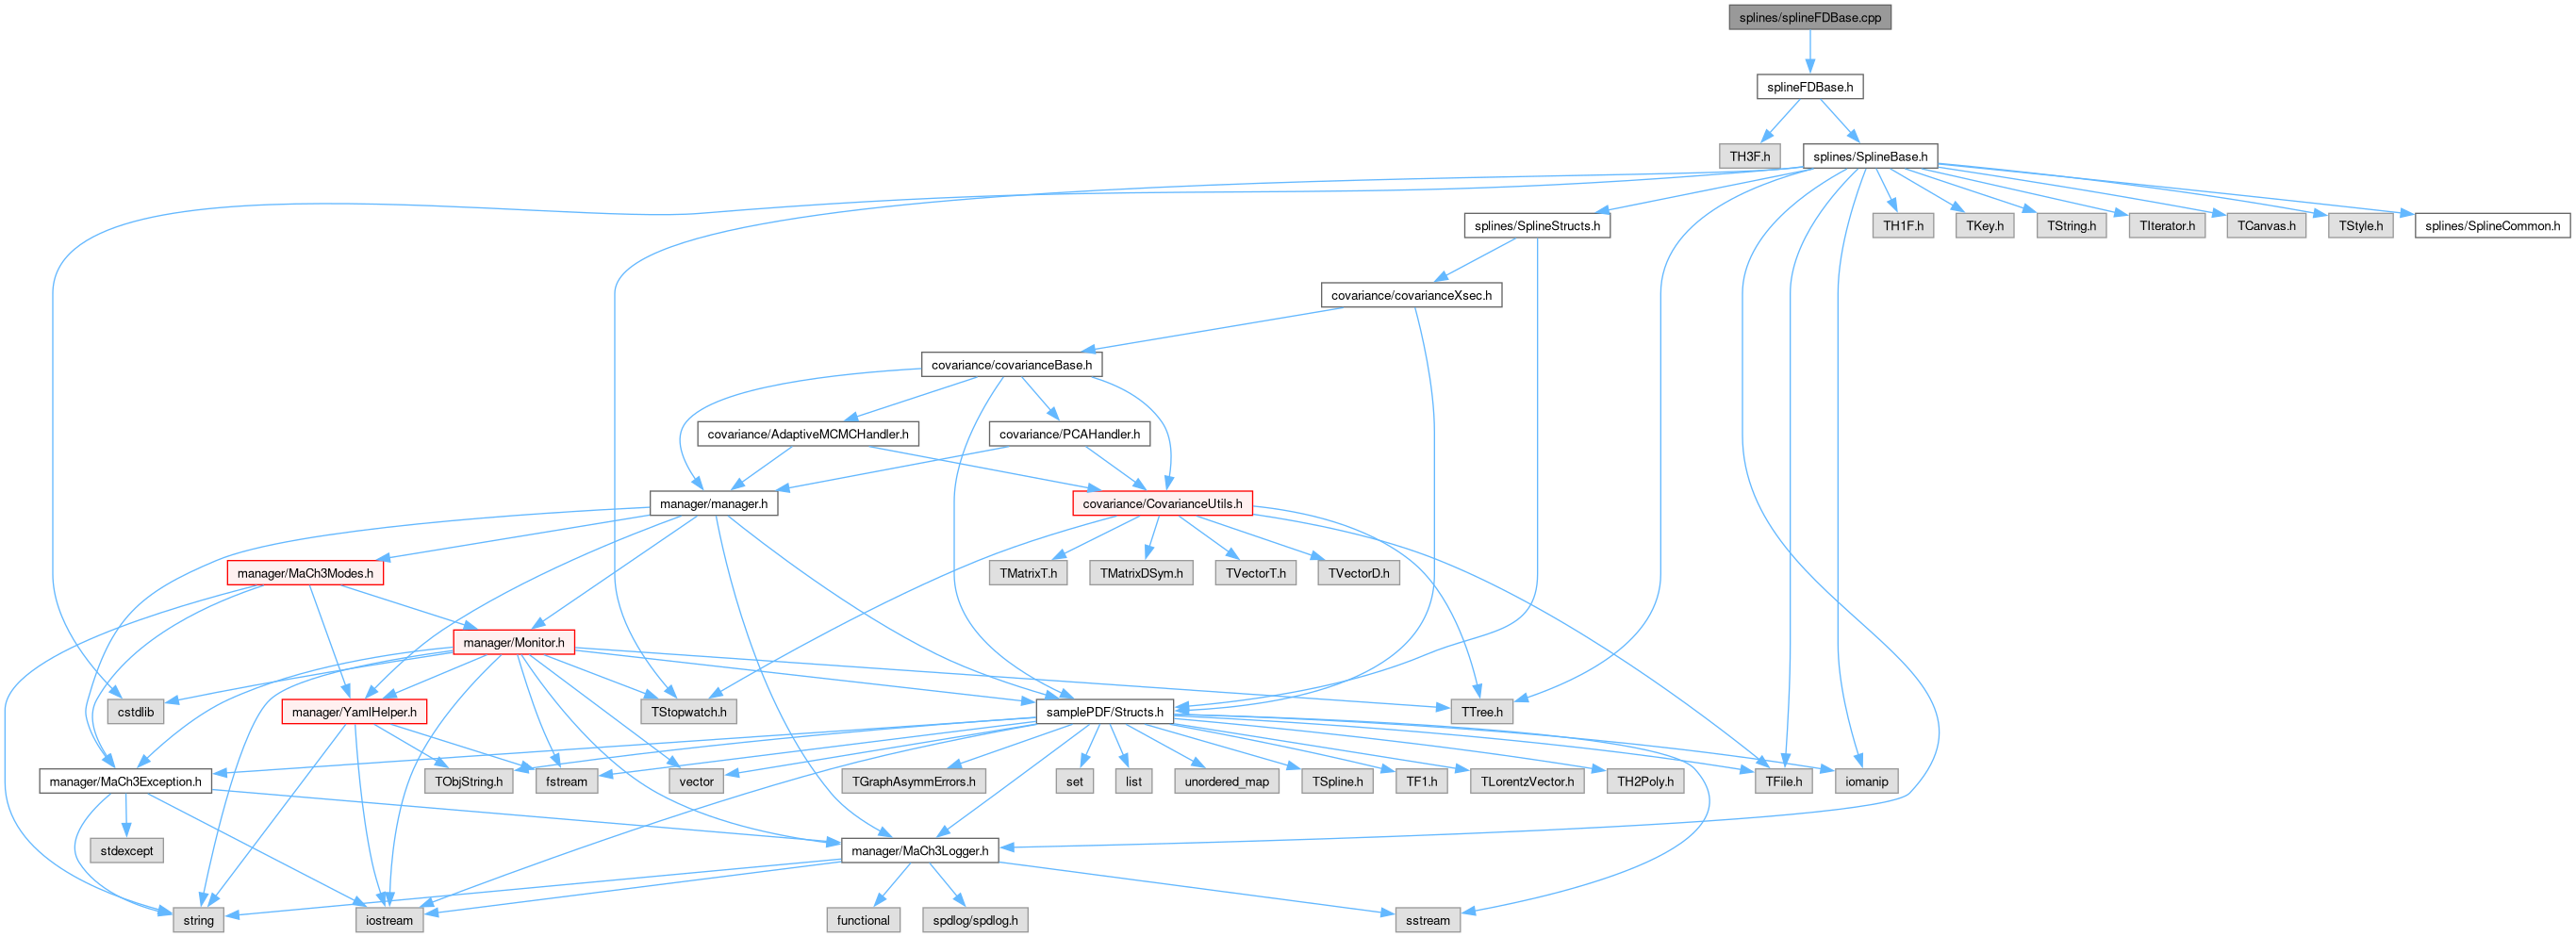 splines/splineFDBase.cpp
splineFDBase.h
TH3F.h
splines/SplineBase.h
splines/SplineStructs.h
TH1F.h
TKey.h
TString.h
TIterator.h
TCanvas.h
TStyle.h
splines/SplineCommon.h
covariance/covarianceXsec.h
covariance/covarianceBase.h
covariance/AdaptiveMCMCHandler.h
covariance/PCAHandler.h
manager/manager.h
covariance/CovarianceUtils.h
manager/MaCh3Modes.h
TMatrixT.h
TMatrixDSym.h
TVectorT.h
TVectorD.h
manager/Monitor.h
cstdlib
manager/YamlHelper.h
TStopwatch.h
samplePDF/Structs.h
TTree.h
manager/MaCh3Exception.h
TObjString.h
fstream
vector
TGraphAsymmErrors.h
set
list
unordered_map
TSpline.h
TF1.h
TLorentzVector.h
TH2Poly.h
TFile.h
iomanip
stdexcept
manager/MaCh3Logger.h
string
iostream
functional
spdlog/spdlog.h
sstream